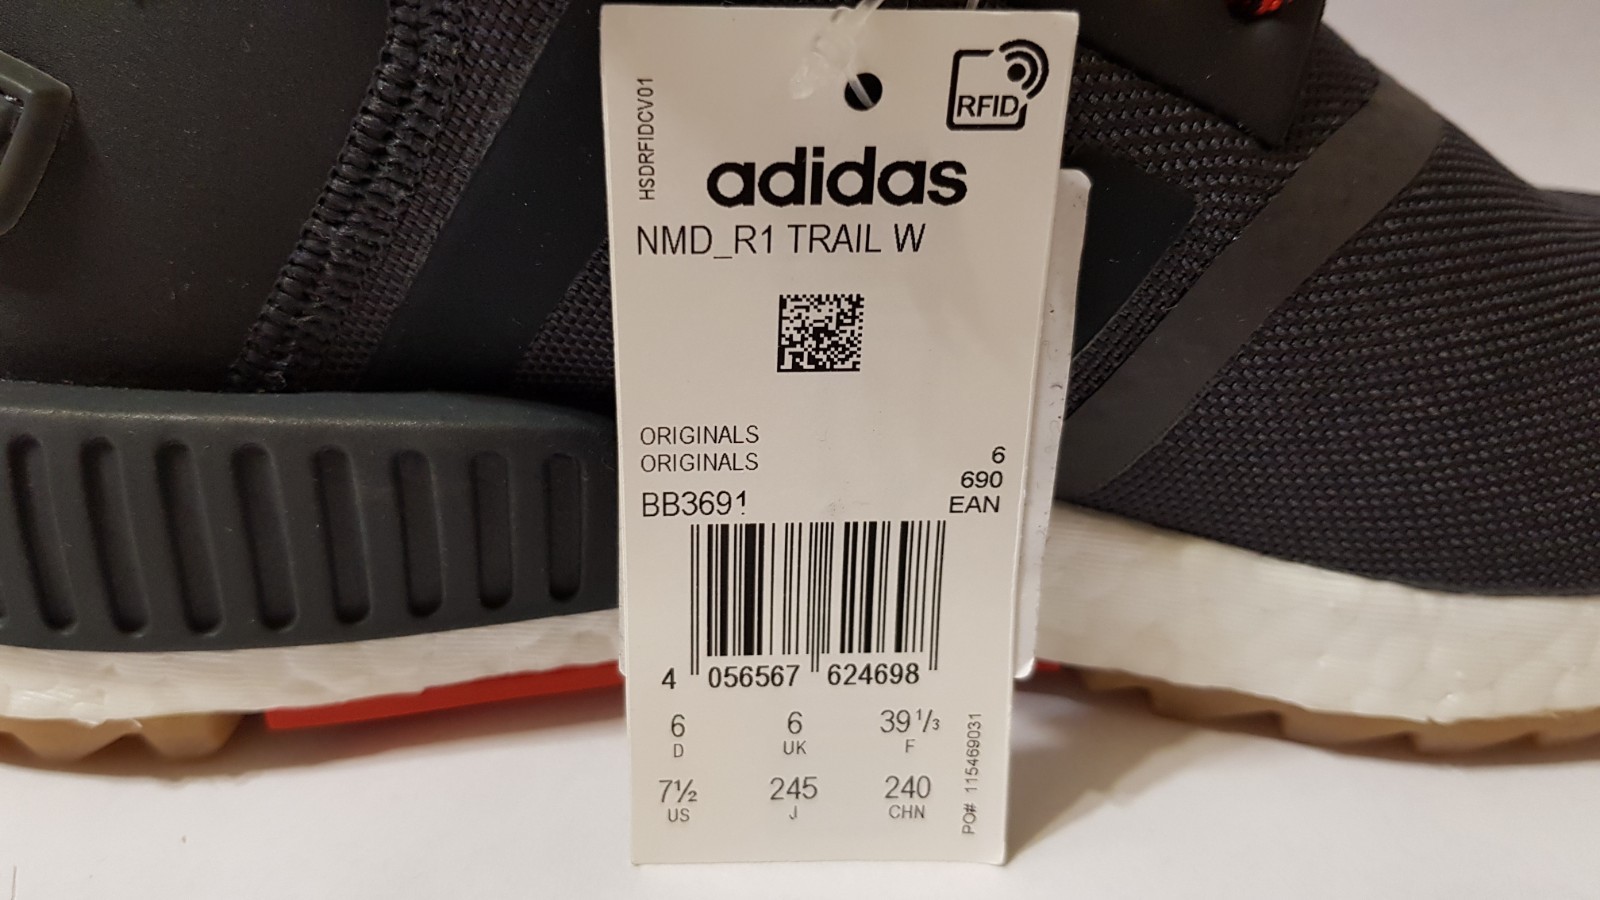 HSDRFIDCV01
RFID
adidas
NMD_R1 TRAIL W
ORIGINALS
ORIGINALS
6
690
BB3691
EAN
4 056567 624698
6 6 39 1/3
D UK F
7½ 245 240
US J CHN
PO# 115469031